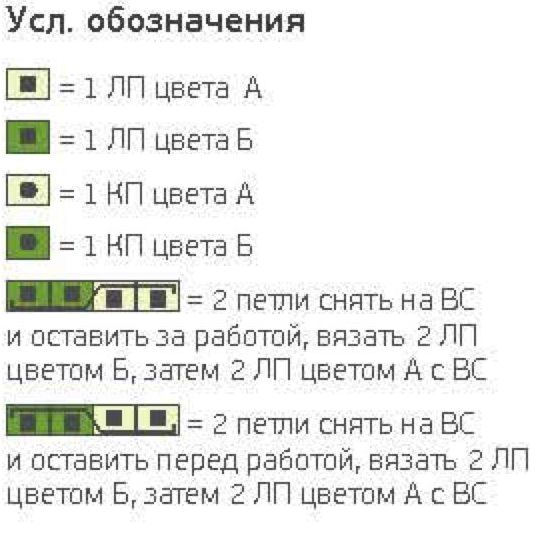 Усл. обозначения
= 1 ЛП цвета А
= 1 ЛП цвета Б
= 1 КП цвета А
= 1 КП цвета Б
= 2 петли снять на ВС
и оставить за работой, вязать 2 ЛП
цветом Б, затем 2 ЛП цветом А с ВС
= 2 петли снять на ВС
и оставить перед работой, вязать 2 ЛП
цветом Б, затем 2 ЛП цветом А с ВС